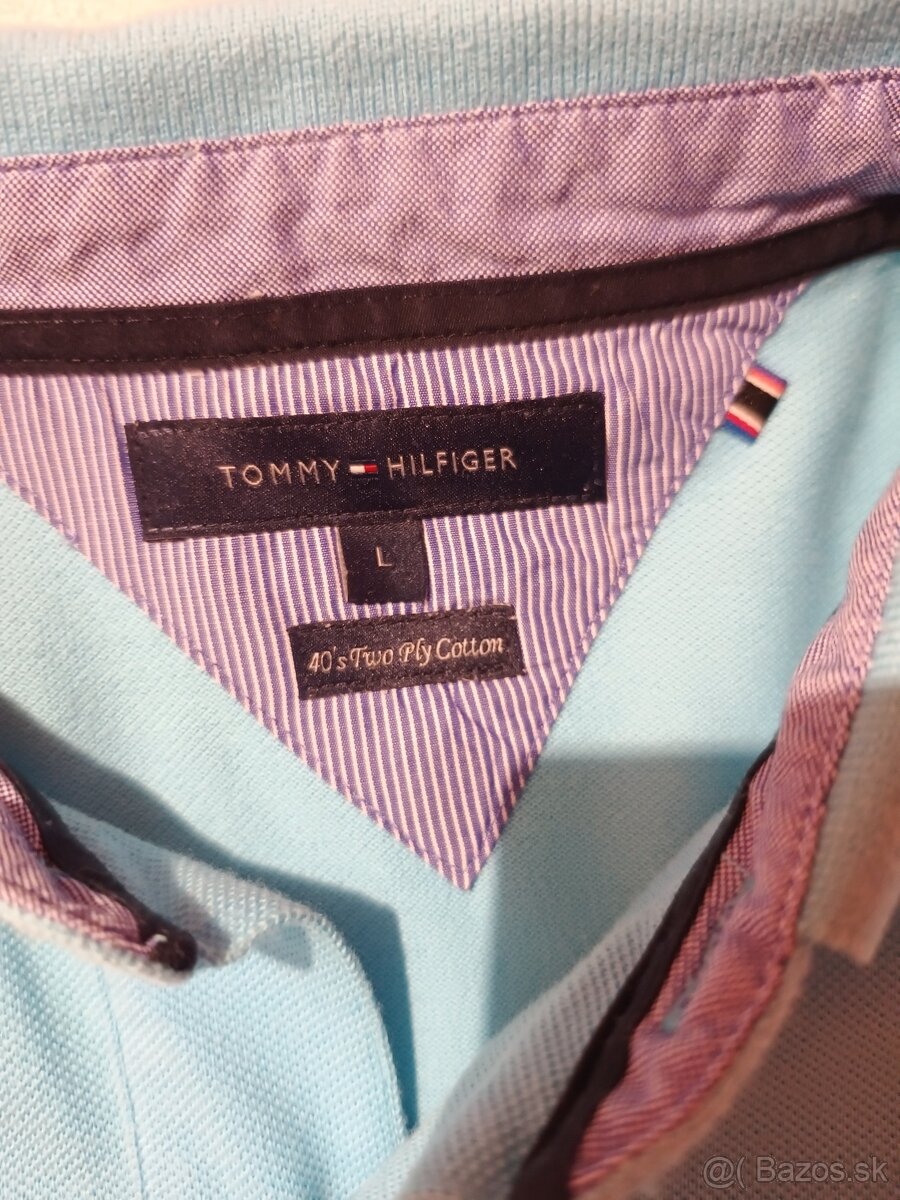 TOMMY HILFIGER
L
40's Two Ply Cotton
@( Bazos.sk